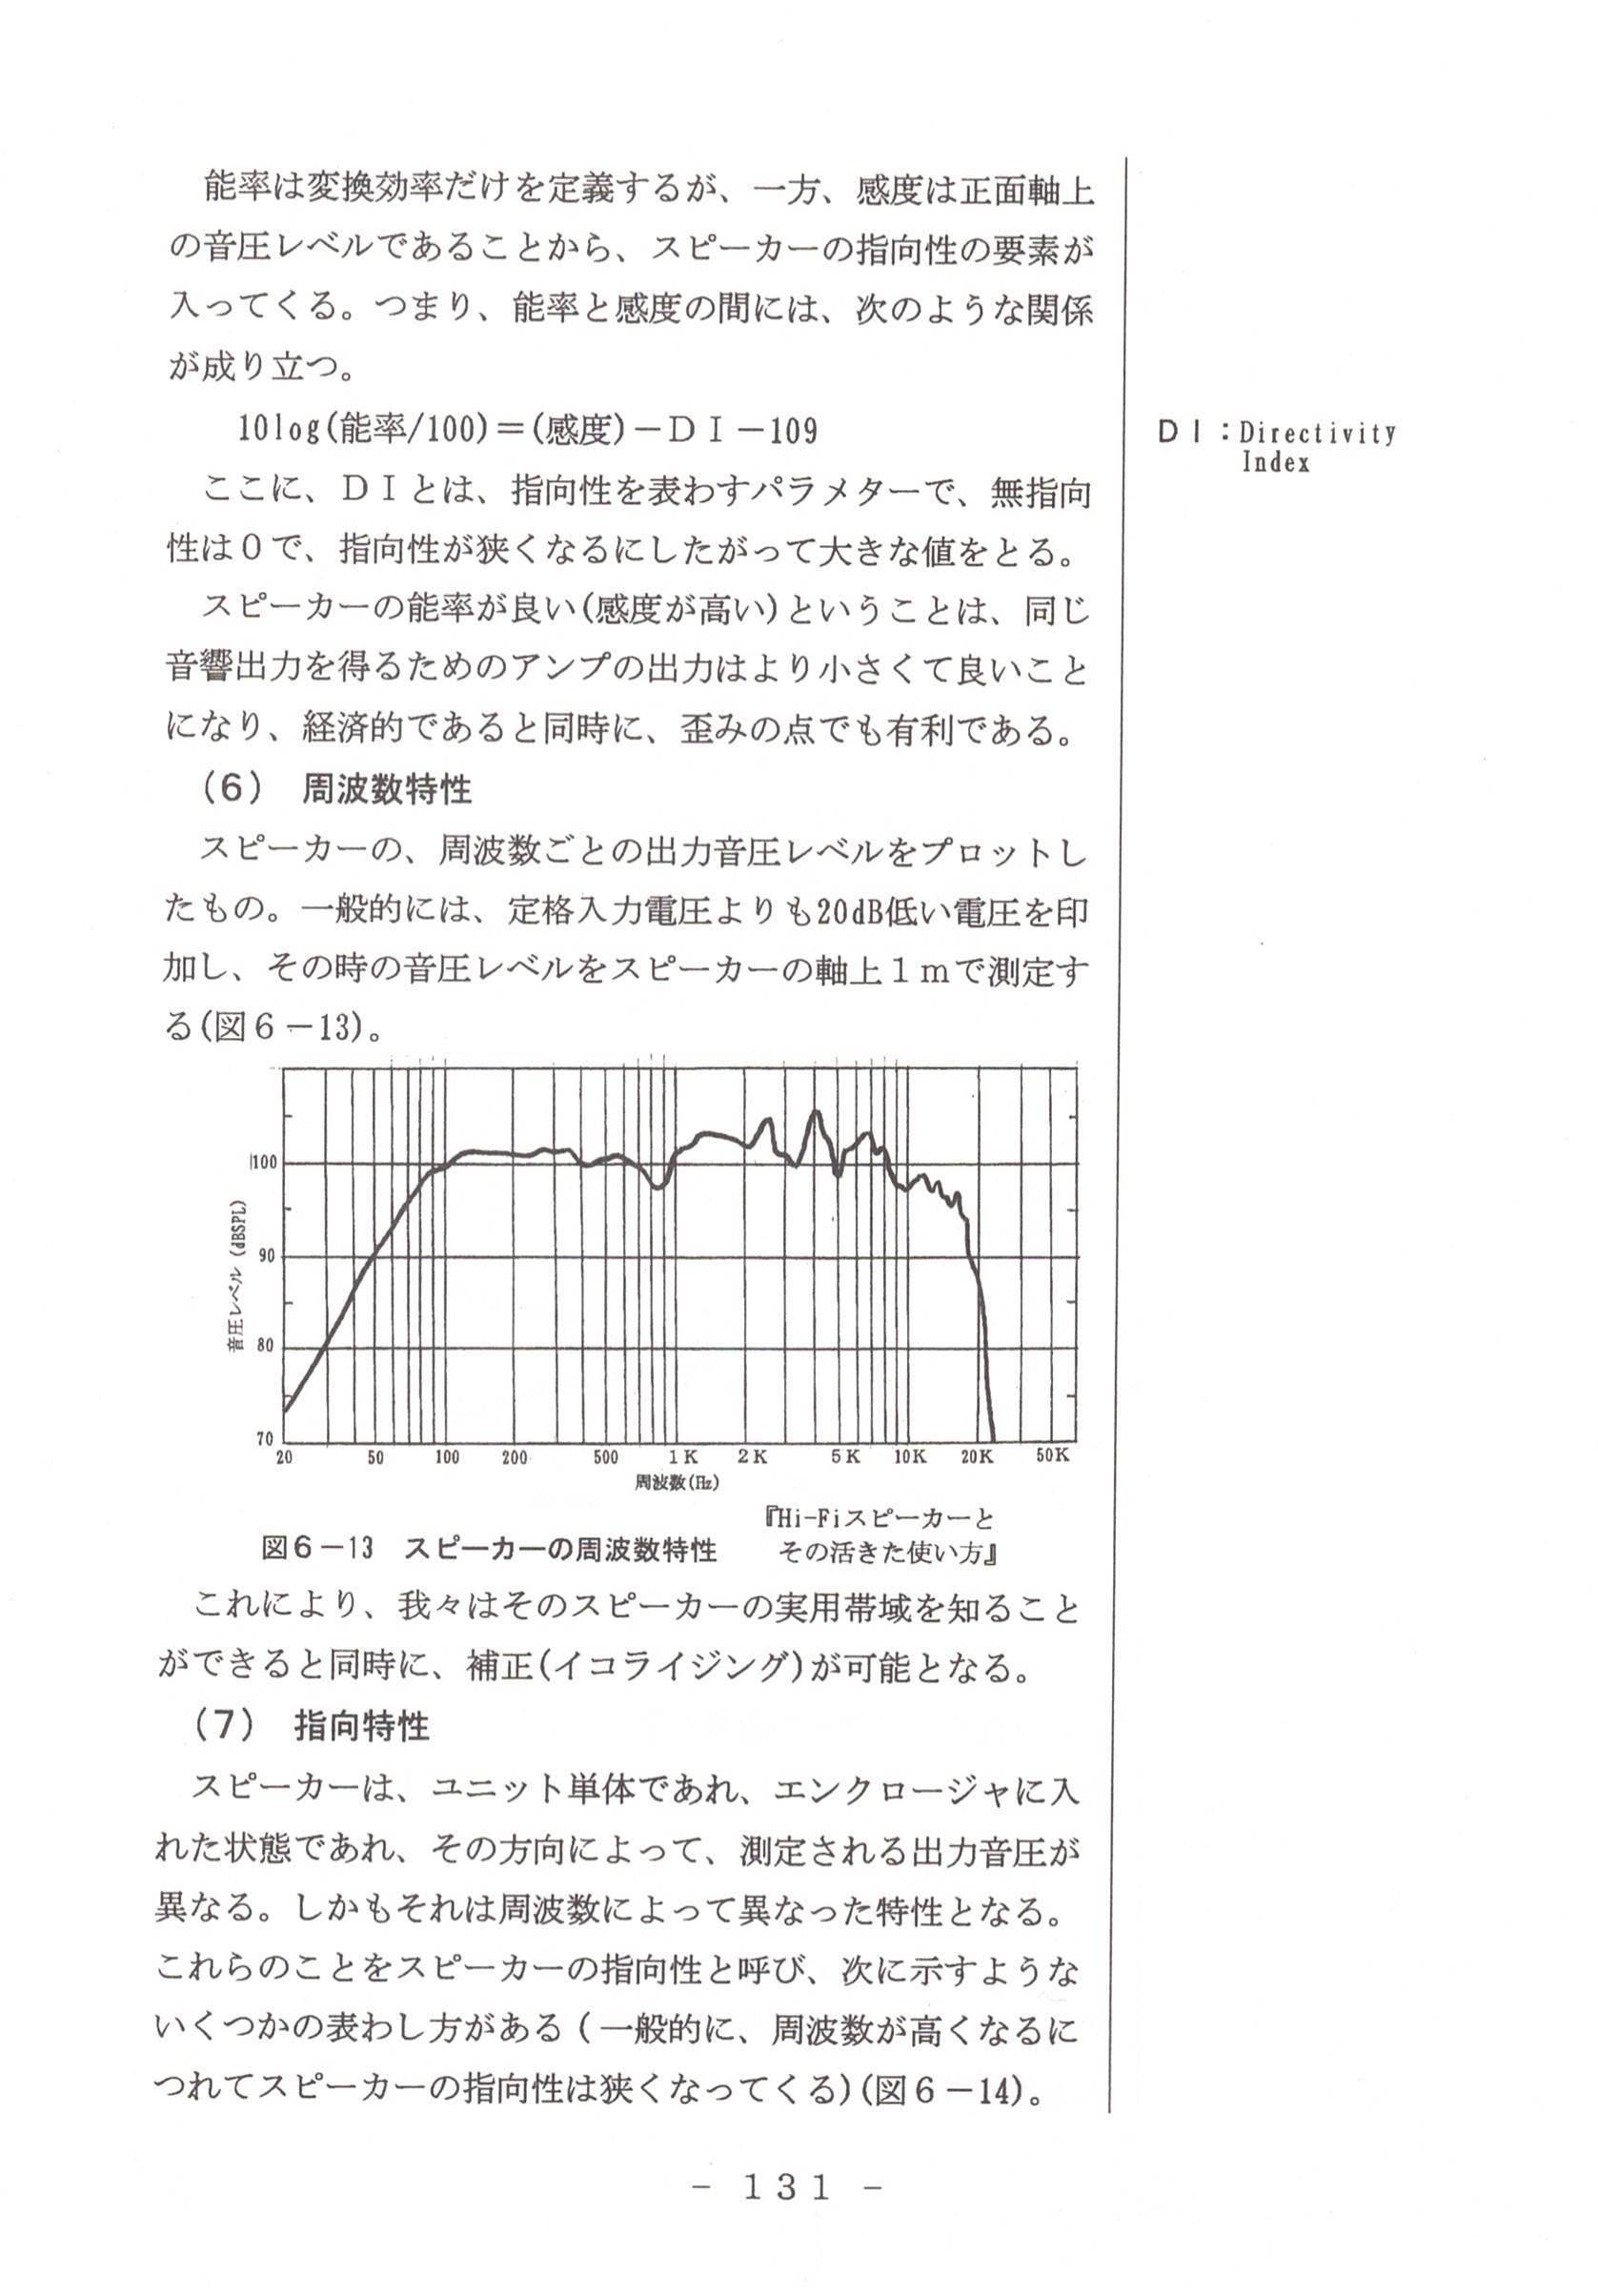 能率は変換効率だけを定義するが、一方、感度は正面軸上
の音圧レベルであることから、スピーカーの指向性の要素が
入ってくる。つまり、能率と感度の間には、次のような関係
が成り立つ。
10log(能率/100)＝(感度)－ＤＩ－109
ＤＩ：Directivity
Index
ここに、ＤＩとは、指向性を表わすパラメターで、無指向
性は０で、指向性が狭くなるにしたがって大きな値をとる。
スピーカーの能率が良い(感度が高い)ということは、同じ
音響出力を得るためのアンプの出力はより小さくて良いこと
になり、経済的であると同時に、歪みの点でも有利である。
(6) 周波数特性
スピーカーの、周波数ごとの出力音圧レベルをプロットし
たもの。一般的には、定格入力電圧よりも20dB低い電圧を印
加し、その時の音圧レベルをスピーカーの軸上１ｍで測定す
る(図６－13)。
音圧レベル (dBSPL)
100
90
80
70
20 50 100 200 500 1K 2K 5K 10K 20K 50K
周波数(Hz)
『Hi-Fiスピーカーと
その活きた使い方』
図６－13 スピーカーの周波数特性
これにより、我々はそのスピーカーの実用帯域を知ること
ができると同時に、補正(イコライジング)が可能となる。
(7) 指向特性
スピーカーは、ユニット単体であれ、エンクロージャに入
れた状態であれ、その方向によって、測定される出力音圧が
異なる。しかもそれは周波数によって異なった特性となる。
これらのことをスピーカーの指向性と呼び、次に示すような
いくつかの表わし方がある(一般的に、周波数が高くなるに
つれてスピーカーの指向性は狭くなってくる)(図６－14)。
- 131 -